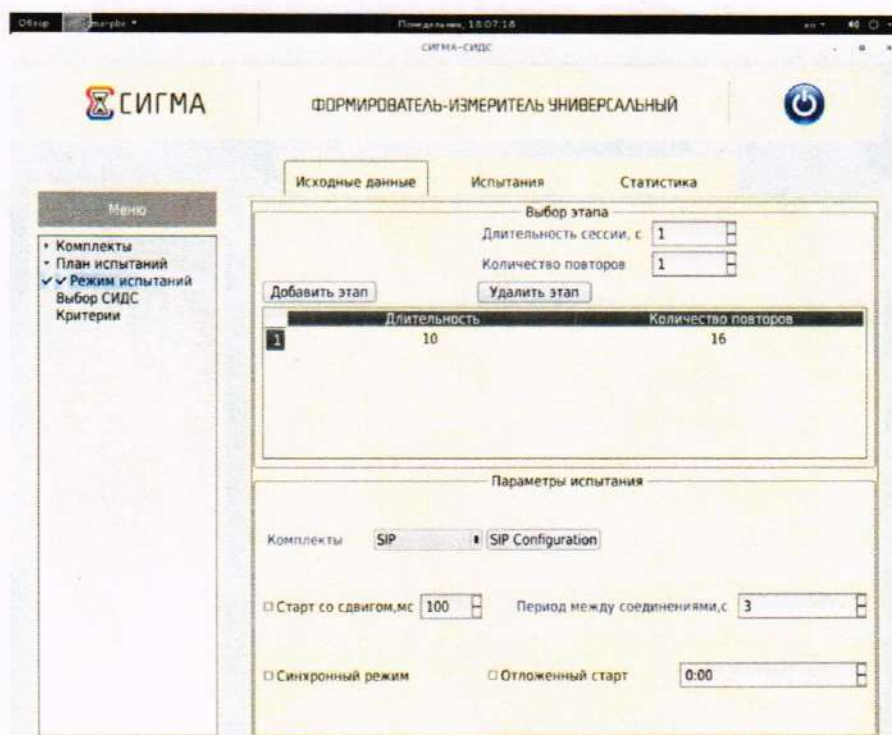 Обзор
Понедельник, 18:07:16
en
СИГМА-СИДС
СИГМА
ФОРМИРОВАТЕЛЬ-ИЗМЕРИТЕЛЬ УНИВЕРСАЛЬНЫЙ
Исходные данные Испытания Статистика
Меню
Комплекты
План испытаний
Режим испытаний
Выбор СИДС
Критерии
Выбор этапа
Длительность сессии, с 1
Количество повторов 1
Добавить этап Удалить этап
Длительность Количество повторов
1 10 16
Параметры испытания
Комплекты SIP SIP Configuration
Старт со сдвигом,мс 100 Период между соединениями,с 3
Синхронный режим Отложенный старт 0:00